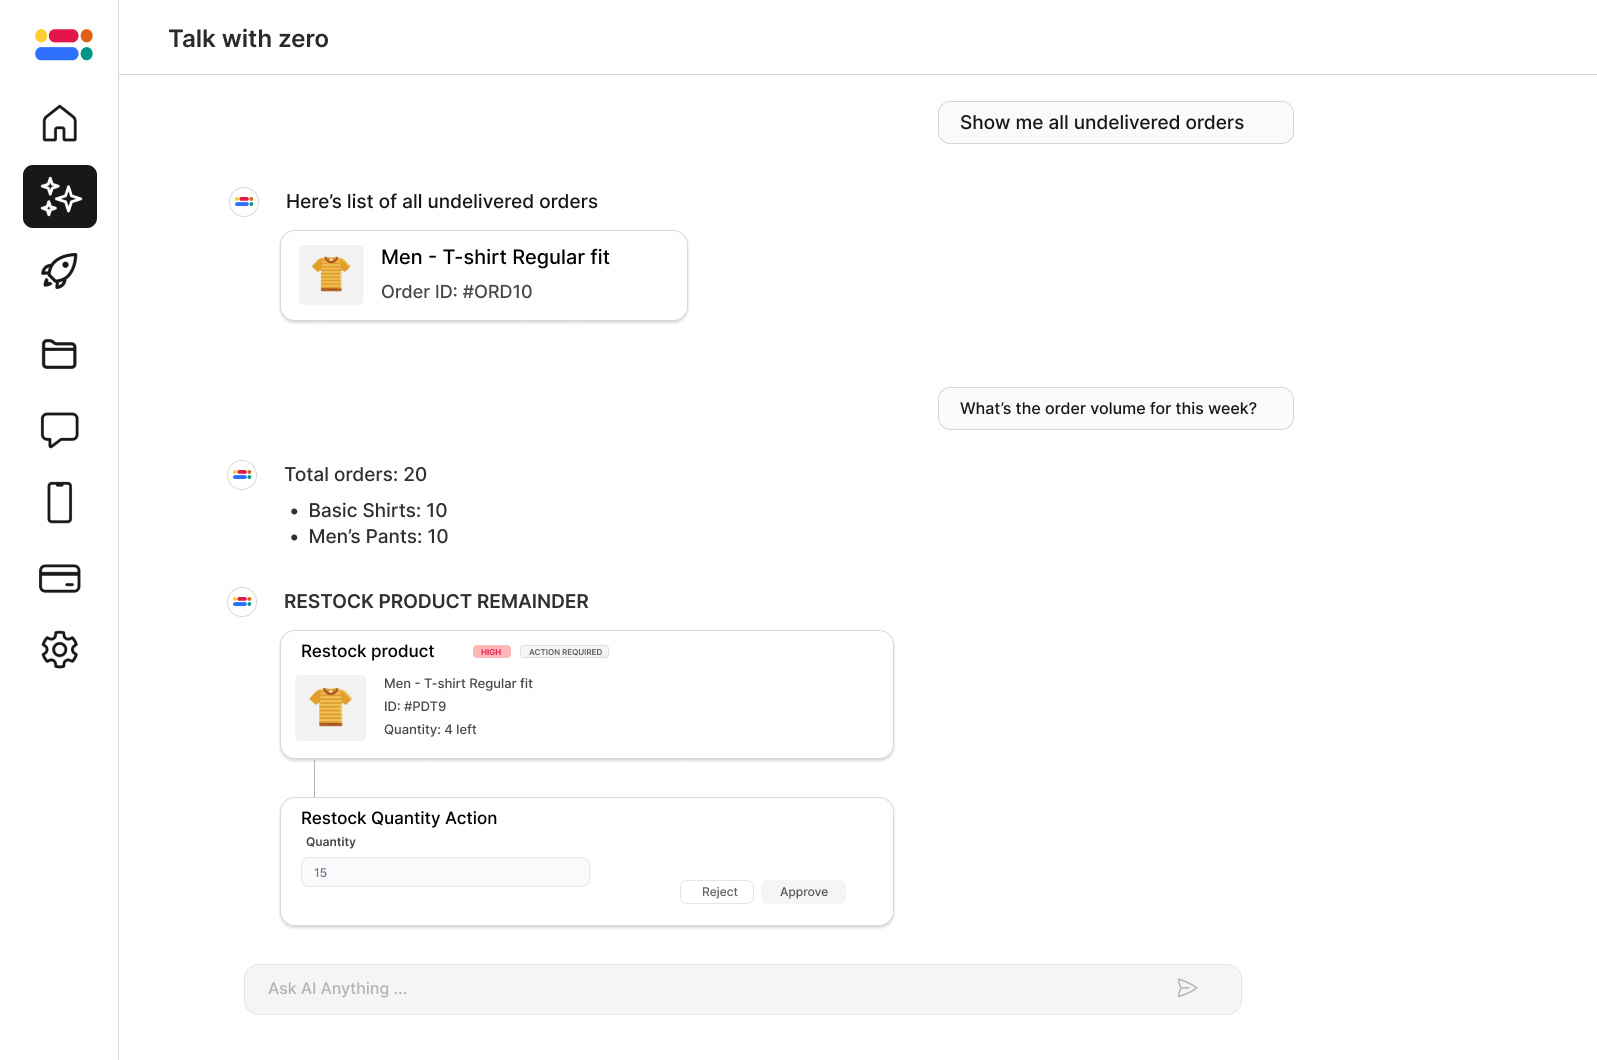 Talk with zero
Show me all undelivered orders
Here’s list of all undelivered orders
Men - T-shirt Regular fit
Order ID: #ORD10
What’s the order volume for this week?
Total orders: 20
• Basic Shirts: 10
• Men’s Pants: 10
RESTOCK PRODUCT REMAINDER
Restock product HIGH ACTION REQUIRED
Men - T-shirt Regular fit
ID: #PDT9
Quantity: 4 left
Restock Quantity Action
Quantity
15
Reject Approve
Ask AI Anything ...